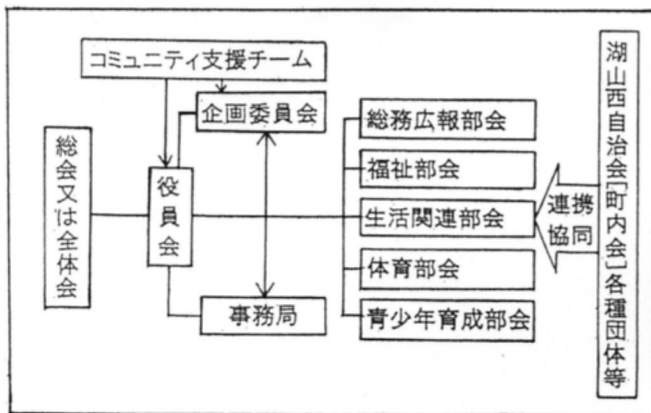 コミュニティ支援チーム
企画委員会
総会又は全体会
役員会
事務局
総務広報部会
福祉部会
生活関連部会
体育部会
青少年育成部会
連携
協同
湖山西自治会[町内会]各種団体等